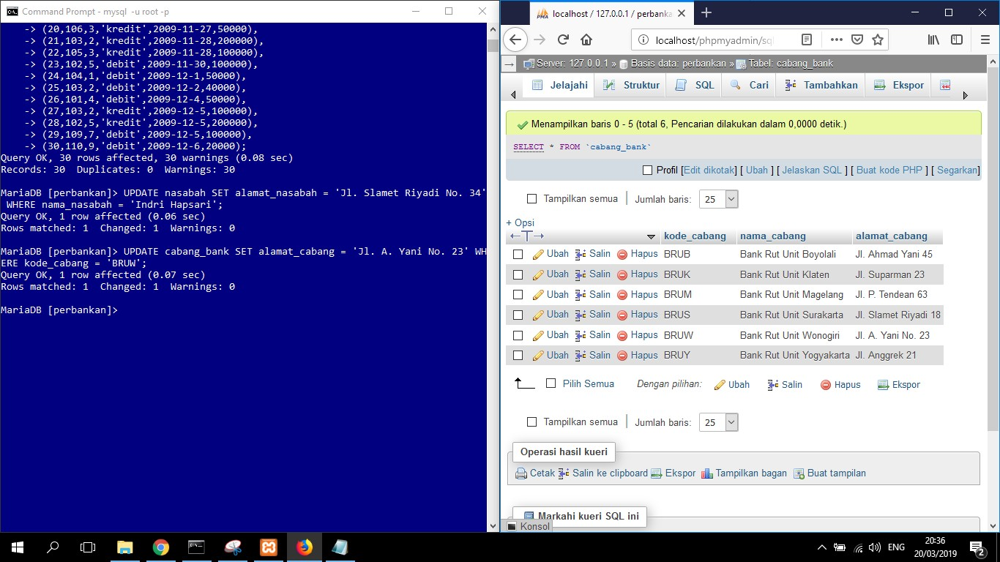 Command Prompt - mysql  -u root -p
    -> (20,106,3,'kredit',2009-11-27,50000),
    -> (21,103,2,'kredit',2009-11-28,200000),
    -> (22,105,3,'kredit',2009-11-28,100000),
    -> (23,102,5,'debit',2009-11-30,100000),
    -> (24,104,1,'debit',2009-12-1,50000),
    -> (25,103,2,'debit',2009-12-2,40000),
    -> (26,101,4,'debit',2009-12-4,50000),
    -> (27,103,2,'kredit',2009-12-5,100000),
    -> (28,102,5,'kredit',2009-12-5,200000),
    -> (29,109,7,'debit',2009-12-5,100000),
    -> (30,110,9,'debit',2009-12-6,20000);
Query OK, 30 rows affected, 30 warnings (0.08 sec)
Records: 30  Duplicates: 0  Warnings: 30
MariaDB [perbankan]> UPDATE nasabah SET alamat_nasabah = 'Jl. Slamet Riyadi No. 34'
 WHERE nama_nasabah = 'Indri Hapsari';
Query OK, 1 row affected (0.06 sec)
Rows matched: 1  Changed: 1  Warnings: 0
MariaDB [perbankan]> UPDATE cabang_bank SET alamat_cabang = 'Jl. A. Yani No. 23' WH
ERE kode_cabang = 'BRUW';
Query OK, 1 row affected (0.07 sec)
Rows matched: 1  Changed: 1  Warnings: 0
MariaDB [perbankan]>
PMA localhost / 127.0.0.1 / perbanka
localhost/phpmyadmin/sql
Server: 127.0.0.1 » Basis data: perbankan » Tabel: cabang_bank
Jelajahi Struktur SQL Cari Tambahkan Ekspor
Menampilkan baris 0 - 5 (total 6, Pencarian dilakukan dalam 0,0000 detik.)
SELECT * FROM `cabang_bank`
Profil [Edit dikotak] [ Ubah ] [ Jelaskan SQL ] [ Buat kode PHP ] [ Segarkan]
Tampilkan semua | Jumlah baris: 25
+ Opsi
←T→ kode_cabang nama_cabang alamat_cabang
Ubah Salin Hapus BRUB Bank Rut Unit Boyolali Jl. Ahmad Yani 45
Ubah Salin Hapus BRUK Bank Rut Unit Klaten Jl. Suparman 23
Ubah Salin Hapus BRUM Bank Rut Unit Magelang Jl. P. Tendean 63
Ubah Salin Hapus BRUS Bank Rut Unit Surakarta Jl. Slamet Riyadi 18
Ubah Salin Hapus BRUW Bank Rut Unit Wonogiri Jl. A. Yani No. 23
Ubah Salin Hapus BRUY Bank Rut Unit Yogyakarta Jl. Anggrek 21
Pilih Semua Dengan pilihan: Ubah Salin Hapus Ekspor
Tampilkan semua | Jumlah baris: 25
Operasi hasil kueri
Cetak Salin ke clipboard Ekspor Tampilkan bagan Buat tampilan
Markahi kueri SQL ini
Konsol
ENG
20:36
20/03/2019
2